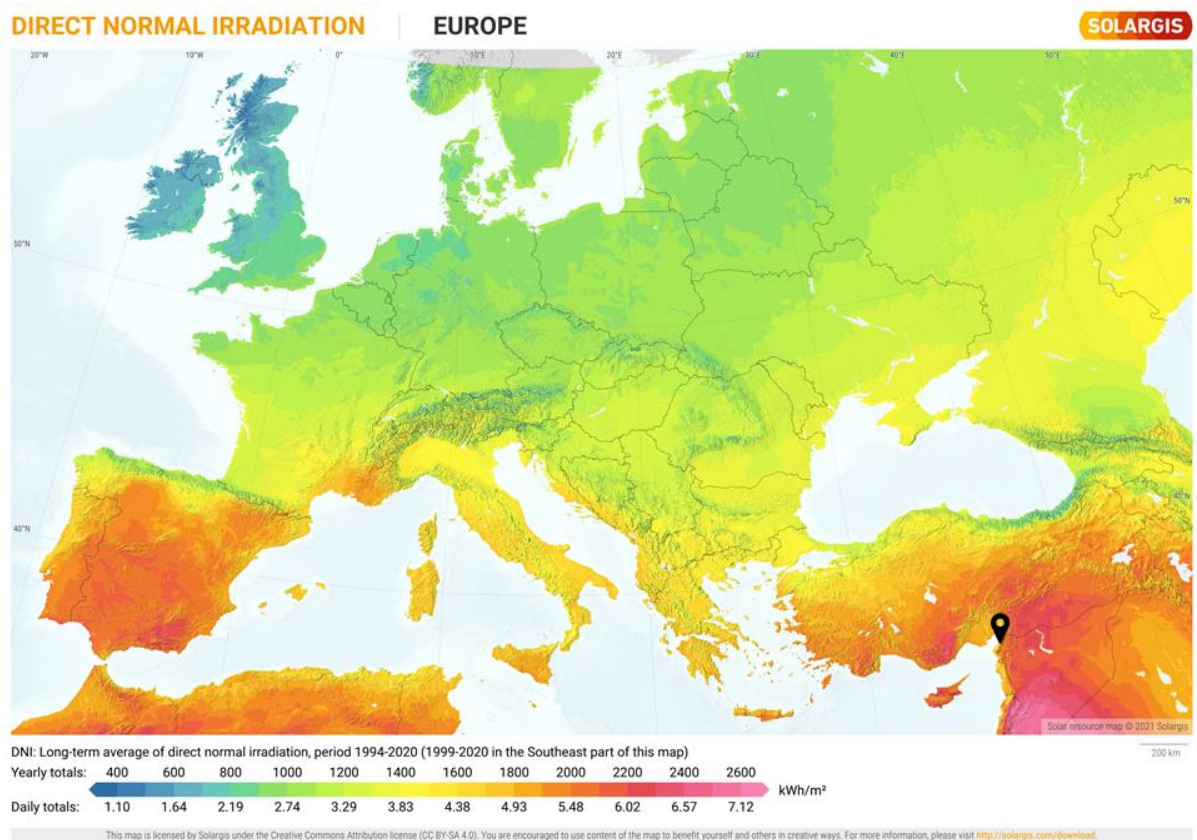 DIRECT NORMAL IRRADIATION EUROPE SOLARGIS
20°W 10°W 0° 10°E 20°E 30°E 40°E 50°E
50°N
50°N
40°N
40°N
Solar resource map © 2021 Solargis
DNI: Long-term average of direct normal irradiation, period 1994-2020 (1999-2020 in the Southeast part of this map)
200 km
Yearly totals: 400 600 800 1000 1200 1400 1600 1800 2000 2200 2400 2600
kWh/m²
Daily totals: 1.10 1.64 2.19 2.74 3.29 3.83 4.38 4.93 5.48 6.02 6.57 7.12
This map is licensed by Solargis under the Creative Commons Attribution license (CC BY-SA 4.0). You are encouraged to use content of the map to benefit yourself and others in creative ways. For more information, please visit http://solargis.com/download.